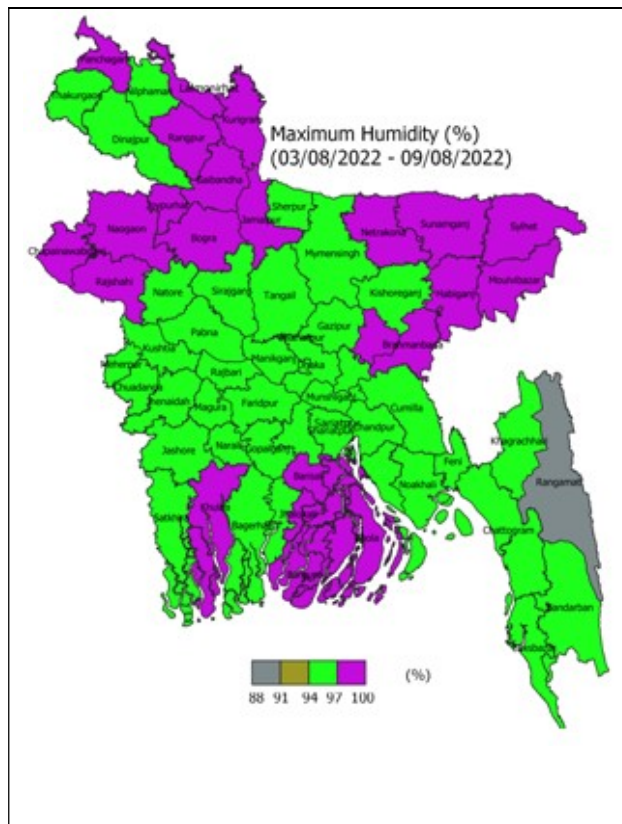 Panchagarh
Thakurgaon
Nilphamari
Lalmonirhat
Dinajpur
Rangpur
Kurigram
Maximum Humidity (%)
(03/08/2022 - 09/08/2022)
Gaibandha
Joypurhat
Naogaon
Bogra
Jamalpur
Sherpur
Netrakona
Sunamganj
Sylhet
Chapainawabganj
Rajshahi
Mymensingh
Habiganj
Moulvibazar
Natore
Sirajganj
Tangail
Kishoreganj
Pabna
Gazipur
Brahmanbaria
Kushtia
Manikganj
Dhaka
Meherpur
Rajbari
Chuadanga
Jhenaidah
Magura
Faridpur
Munshiganj
Cumilla
Shariatpur
Chandpur
Jashore
Narail
Gopalganj
Khagrachhari
Feni
Noakhali
Rangamati
Barisal
Satkhira
Khulna
Bagerhat
Bhola
Chattogram
Bandarban
Coxsbazar
(%)
88 91 94 97 100